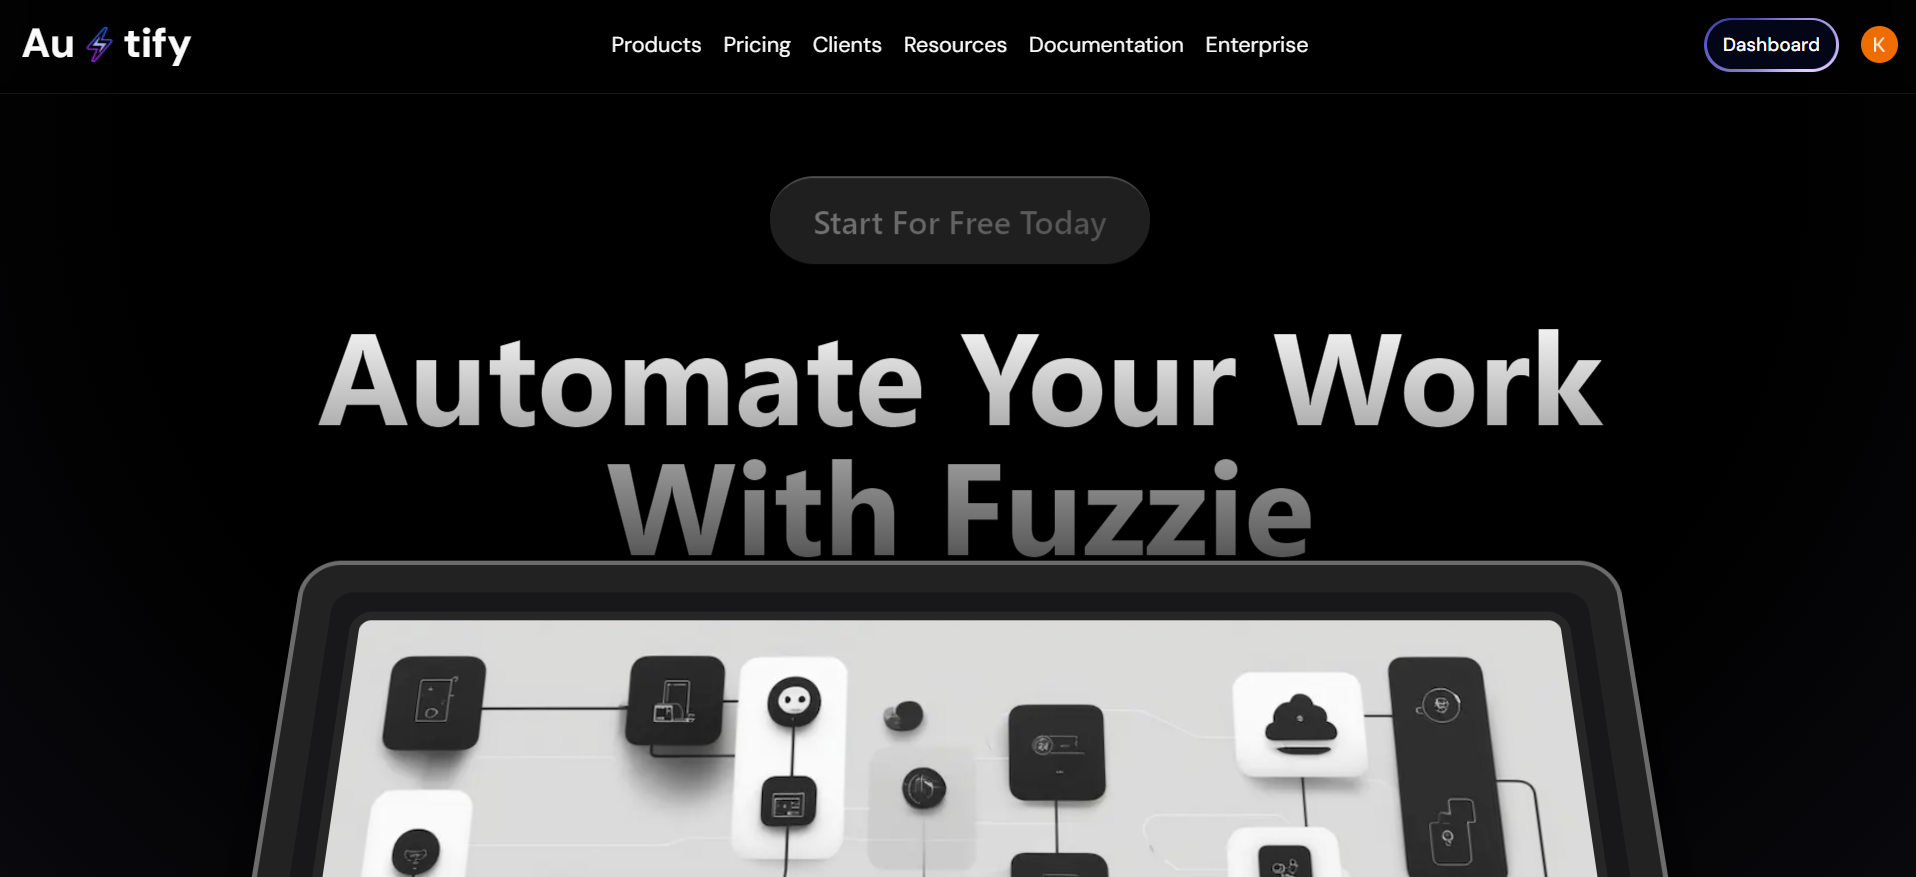 Au tify
Products Pricing Clients Resources Documentation Enterprise
Dashboard K
Start For Free Today
Automate Your Work
With Fuzzie